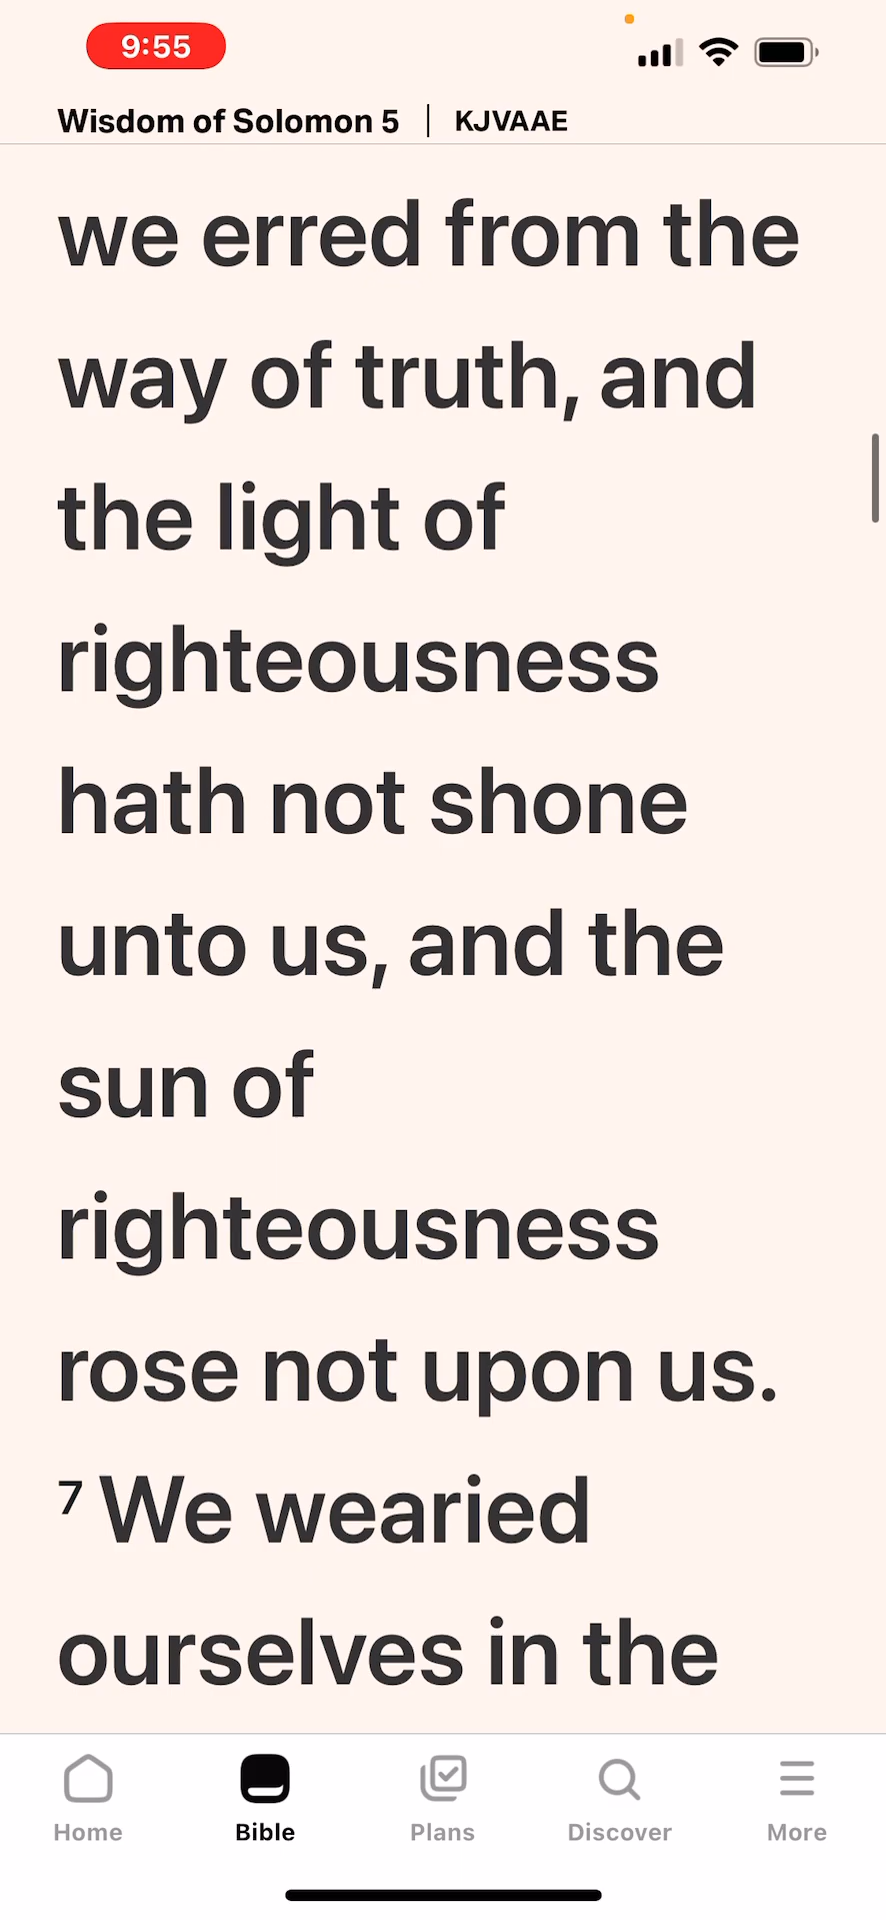 9:55
Wisdom of Solomon 5 | KJVAAE
we erred from the
way of truth, and
the light of
righteousness
hath not shone
unto us, and the
sun of
righteousness
rose not upon us.
7 We wearied
ourselves in the
Home Bible Plans Discover More